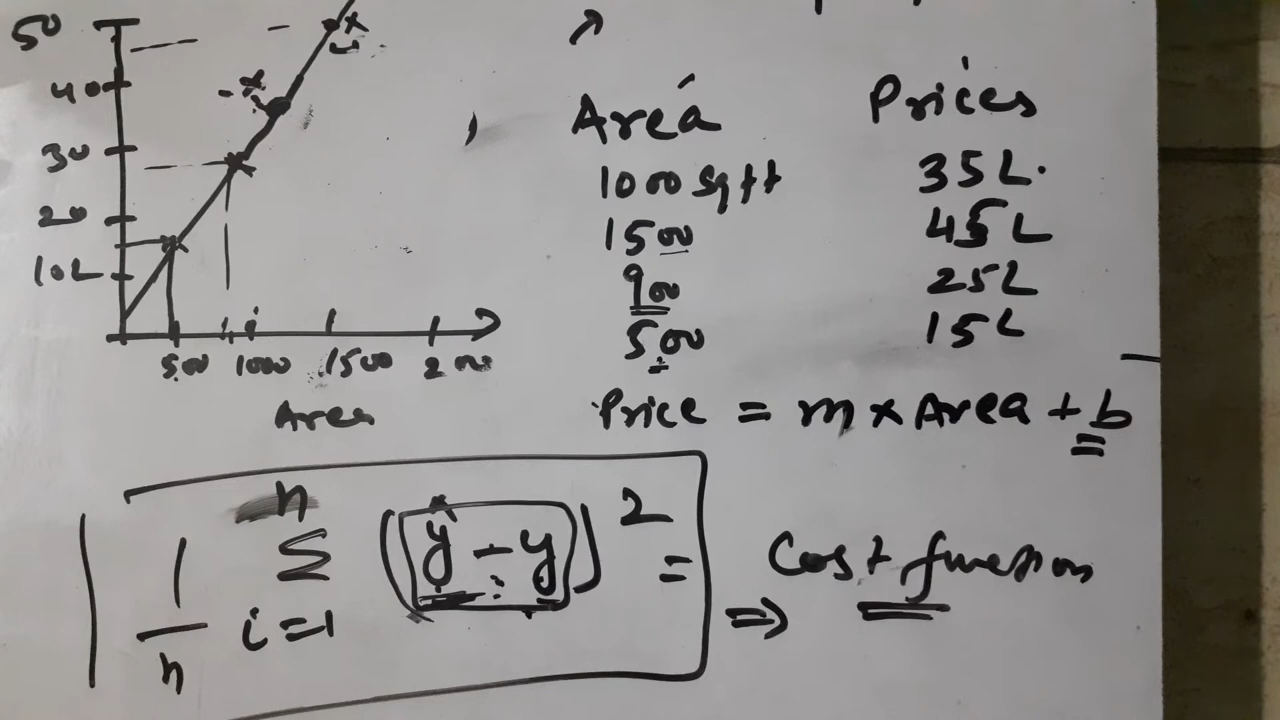 50
40
30
20
10L
500 1000 1500 2000
Area
Area Prices
1000 sqft 35L.
1500 45L
900 25L
500 15L
Price = m x Area + b
1/n n Σ i=1 (ŷ - y)2 = ⇒ Cost function